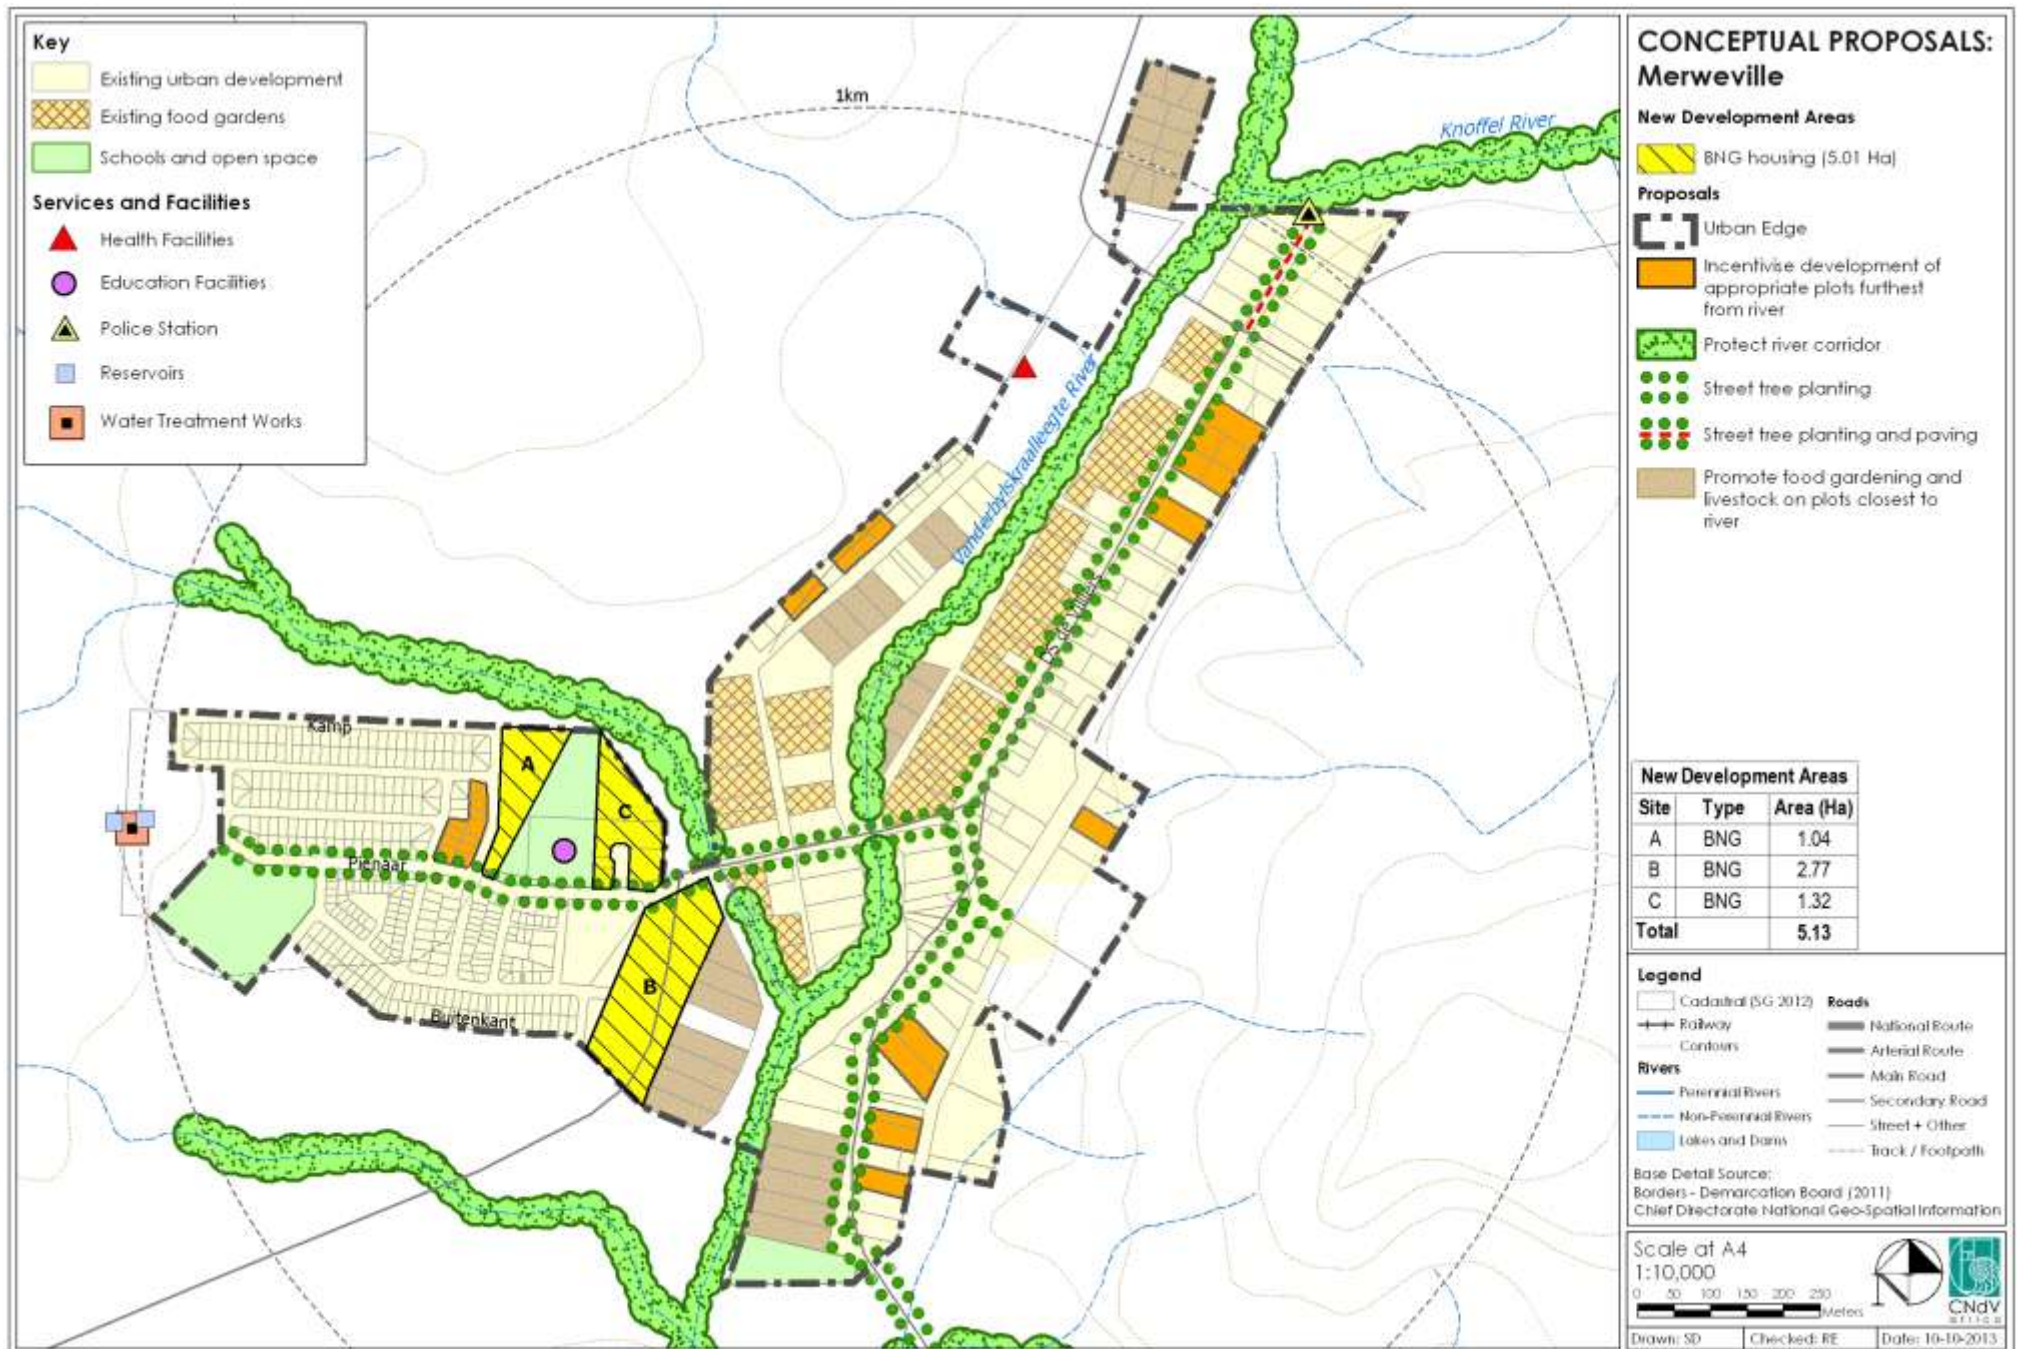 Key
Existing urban development
Existing food gardens
Schools and open space
Services and Facilities
Health Facilities
Education Facilities
Police Station
Reservoirs
Water Treatment Works
1km
Knoffel River
Vanderbylskraalleegte River
DS de Villiers
Kamp
A
C
Pienaar
B
Buitenkant
CONCEPTUAL PROPOSALS:
Merweville
New Development Areas
BNG housing (5.01 Ha)
Proposals
Urban Edge
Incentivise development of
appropriate plots furthest
from river
Protect river corridor
Street tree planting
Street tree planting and paving
Promote food gardening and
livestock on plots closest to
river
New Development Areas
Site Type Area (Ha)
A BNG 1.04
B BNG 2.77
C BNG 1.32
Total 5.13
Legend
Cadastral (SG 2012)
Railway
Contours
Rivers
Perennial Rivers
Non-Perennial Rivers
Lakes and Dams
Roads
National Route
Arterial Route
Main Road
Secondary Road
Street + Other
Track / Footpath
Base Detail Source:
Borders - Demarcation Board (2011)
Chief Directorate National Geo-Spatial Information
Scale at A4
1:10,000
0 50 100 150 200 250
Meters
N
CNdV
africa
Drawn: SD Checked: RE Date: 10-10-2013